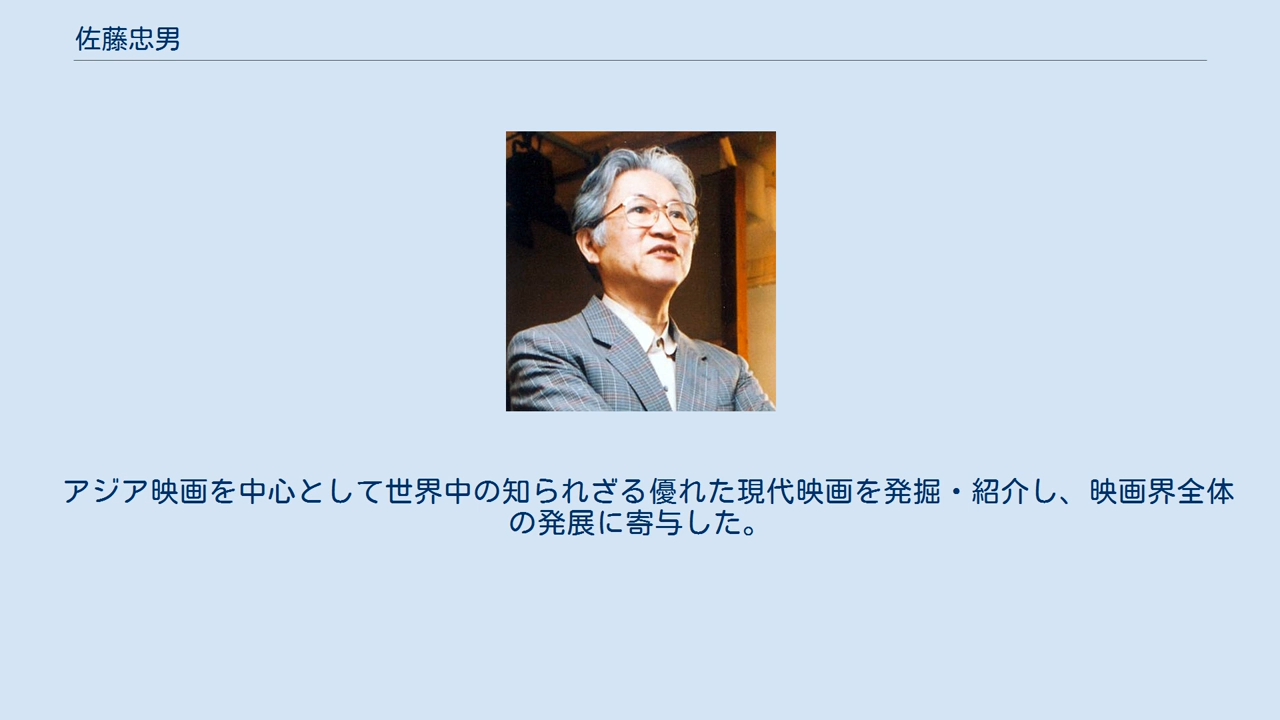 佐藤忠男
アジア映画を中心として世界中の知られざる優れた現代映画を発掘・紹介し、映画界全体
の発展に寄与した。